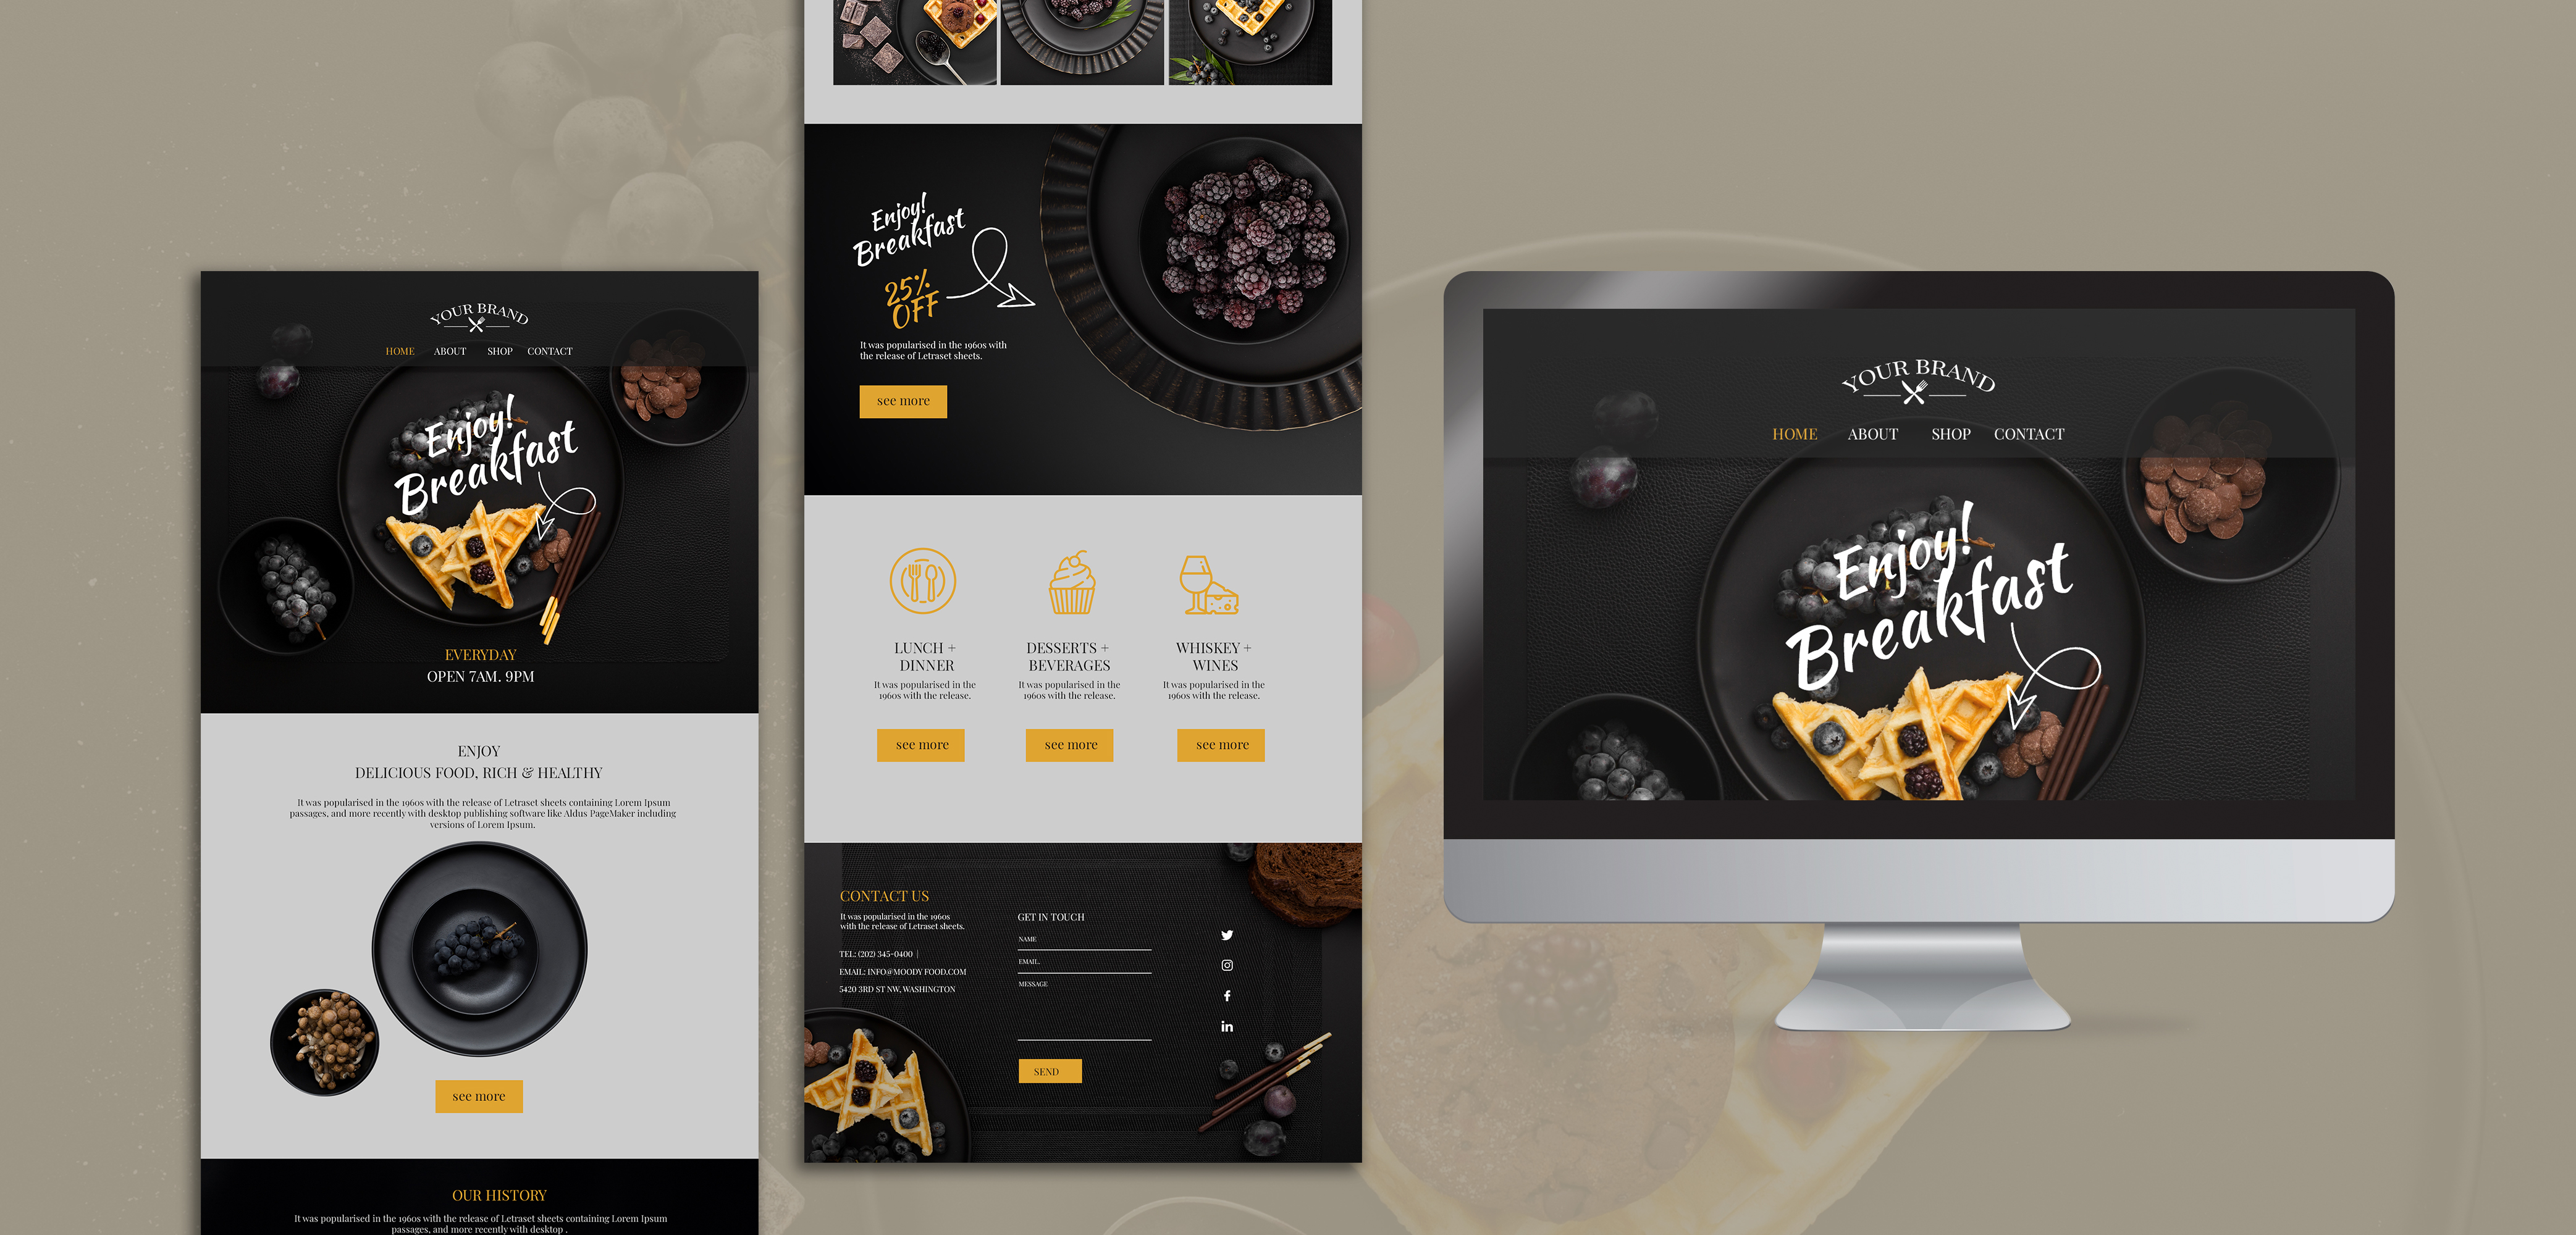 YOUR BRAND
HOME ABOUT SHOP CONTACT
Enjoy!
Breakfast
EVERYDAY
OPEN 7AM. 9PM
ENJOY
DELICIOUS FOOD, RICH & HEALTHY
It was popularised in the 1960s with the release of Letraset sheets containing Lorem Ipsum
passages, and more recently with desktop publishing software like Aldus PageMaker including
versions of Lorem Ipsum.
see more
OUR HISTORY
It was popularised in the 1960s with the release of Letraset sheets containing Lorem Ipsum
passages, and more recently with desktop .
Enjoy!
Breakfast
25%
OFF
It was popularised in the 1960s with
the release of Letraset sheets.
see more
LUNCH +
DINNER
It was popularised in the
1960s with the release.
see more
DESSERTS +
BEVERAGES
It was popularised in the
1960s with the release.
see more
WHISKEY +
WINES
It was popularised in the
1960s with the release.
see more
CONTACT US
It was popularised in the 1960s
with the release of Letraset sheets.
TEL: (202) 345-0400 |
EMAIL: INFO@MOODY FOOD.COM
5420 3RD ST NW, WASHINGTON
GET IN TOUCH
NAME
EMAIL.
MESSAGE
SEND
YOUR BRAND
HOME ABOUT SHOP CONTACT
Enjoy!
Breakfast